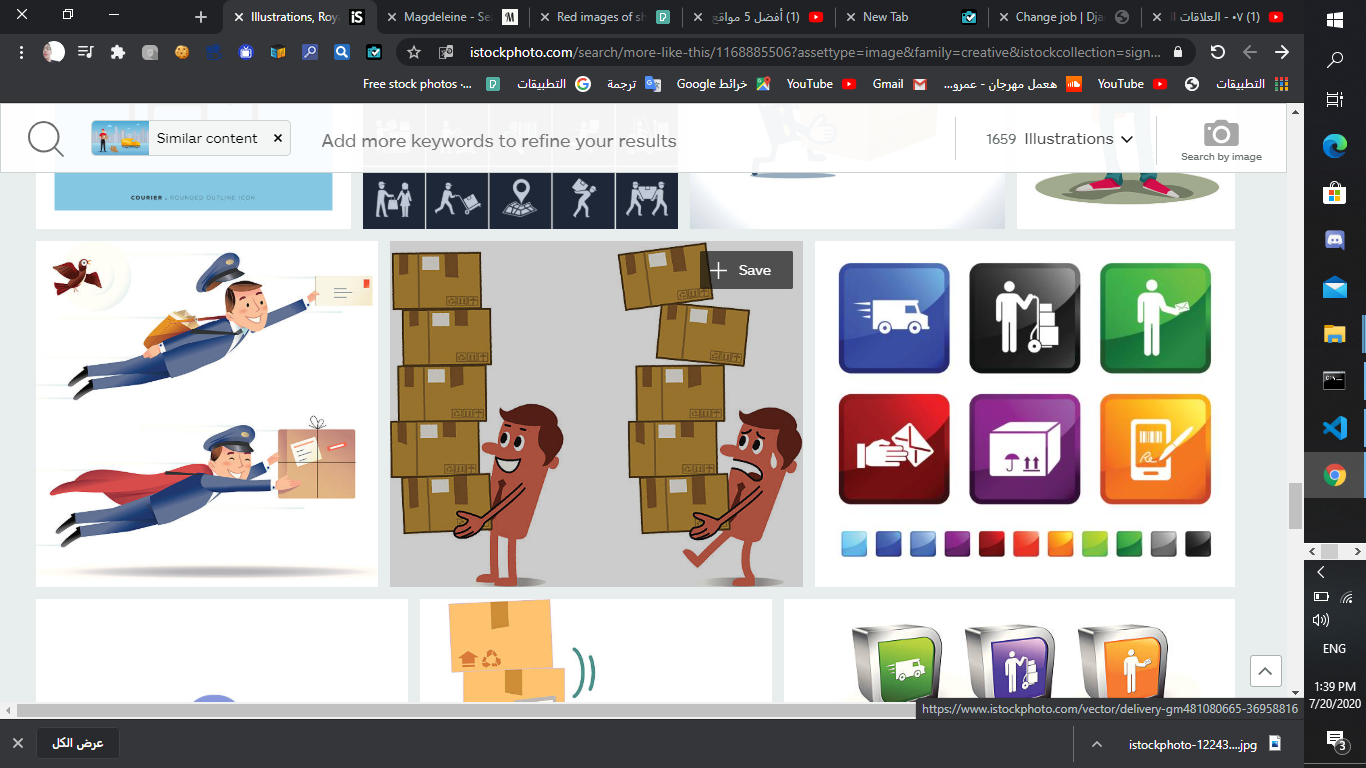 Illustrations, Roy
iS
Magdeleine - Se
M
Red images of sh
D
(1) أفضل 5 مواقع
New Tab
Change job | Dja
(1) ٠٧- العلاقات ال
istockphoto.com/search/more-like-this/1168885506?assettype=image&family=creative&istockcollection=sign...
Free stock photos -...
التطبيقات
ترجمة
خرائط Google
YouTube
Gmail
همعل مهرجان - عمرو...
YouTube
التطبيقات
Similar content
Add more keywords to refine your results
1659 Illustrations
Search by image
COURIER . ROUNDED OUTLINE ICON
Save
https://www.istockphoto.com/vector/delivery-gm481080665-36958816
عرض الكل
istockphoto-12243....jpg
ENG
1:39 PM
7/20/2020
3